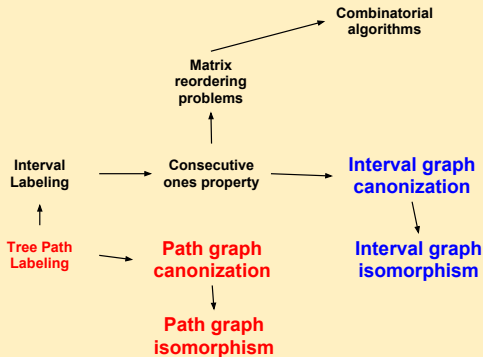 Combinatorial
algorithms
Matrix
reordering
problems
Interval
Labeling
Consecutive
ones property
Interval graph
canonization
Tree Path
Labeling
Path graph
canonization
Interval graph
isomorphism
Path graph
isomorphism